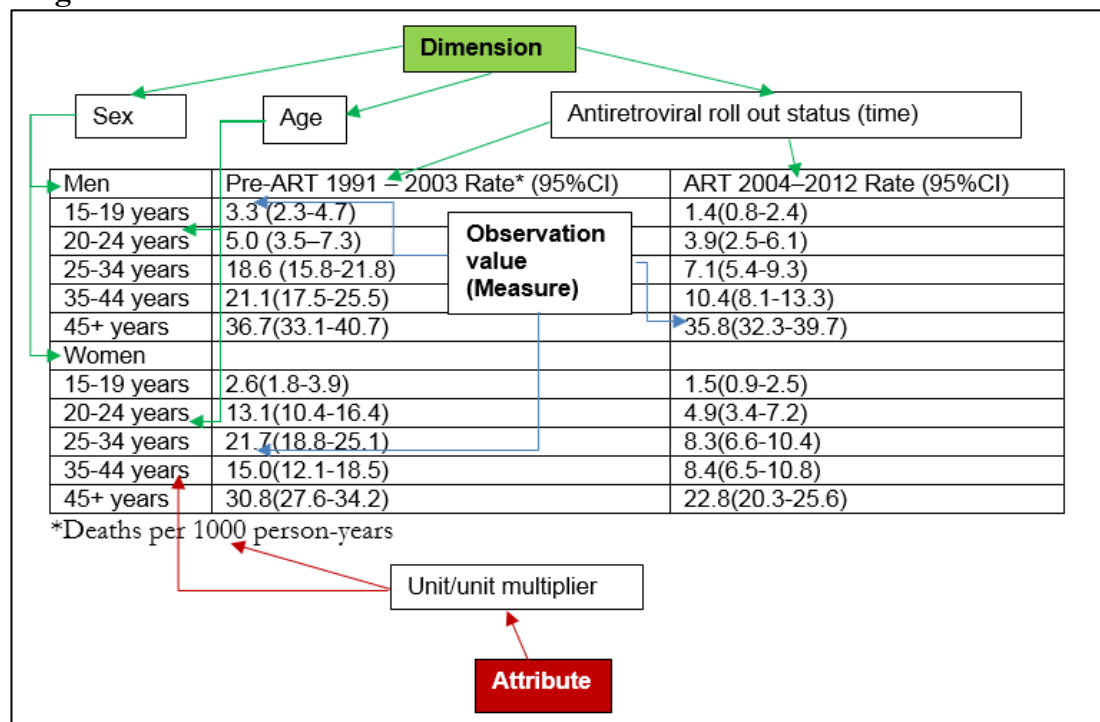 Dimension
Sex
Age
Antiretroviral roll out status (time)
Men Pre-ART 1991 – 2003 Rate* (95%CI) ART 2004–2012 Rate (95%CI)
15-19 years 3.3 (2.3-4.7) 1.4(0.8-2.4)
20-24 years 5.0 (3.5–7.3) 3.9(2.5-6.1)
25-34 years 18.6 (15.8-21.8) 7.1(5.4-9.3)
35-44 years 21.1(17.5-25.5) 10.4(8.1-13.3)
45+ years 36.7(33.1-40.7) 35.8(32.3-39.7)
Observation
value
(Measure)
Women
15-19 years 2.6(1.8-3.9) 1.5(0.9-2.5)
20-24 years 13.1(10.4-16.4) 4.9(3.4-7.2)
25-34 years 21.7(18.8-25.1) 8.3(6.6-10.4)
35-44 years 15.0(12.1-18.5) 8.4(6.5-10.8)
45+ years 30.8(27.6-34.2) 22.8(20.3-25.6)
*Deaths per 1000 person-years
Unit/unit multiplier
Attribute